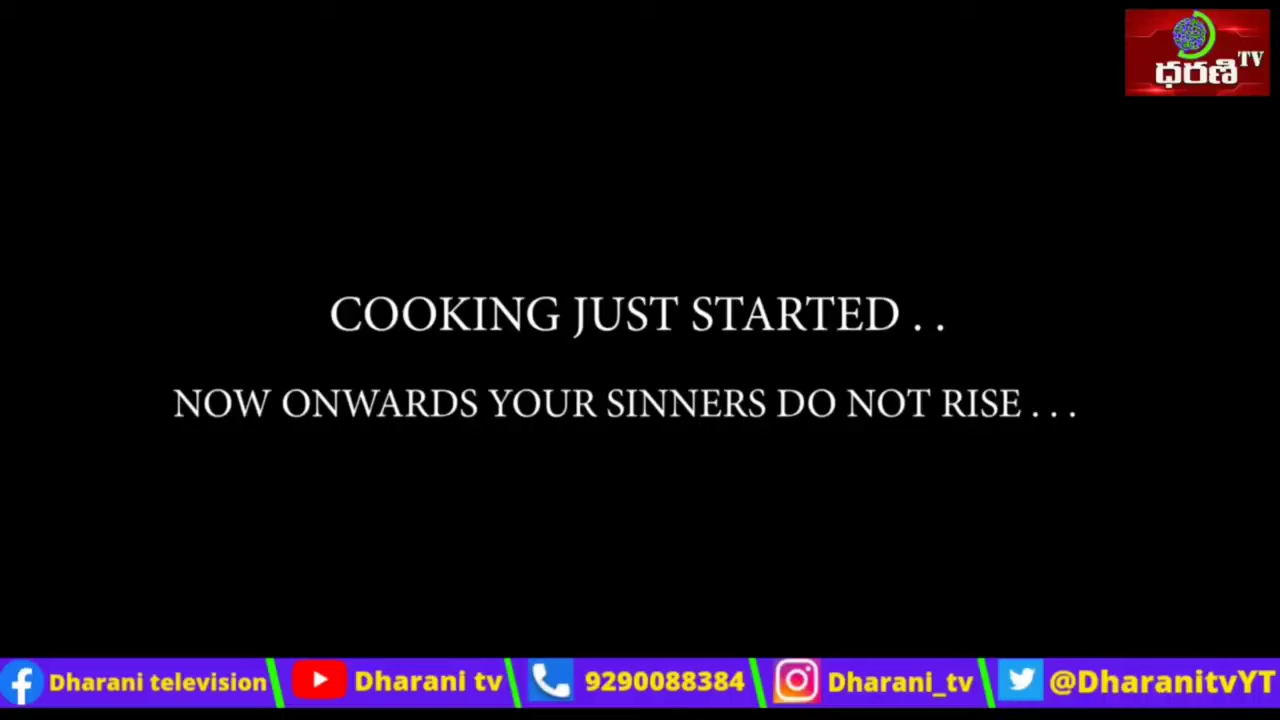 TV
ధరణి
COOKING JUST STARTED . .
NOW ONWARDS YOUR SINNERS DO NOT RISE . . .
Dharani television Dharani tv 9290088384 Dharani_tv @DharanitvYT